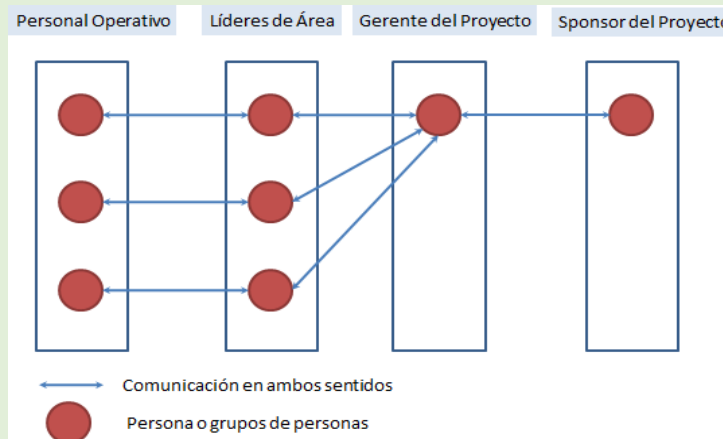 Personal Operativo
Líderes de Área
Gerente del Proyecto
Sponsor del Proyecto
Comunicación en ambos sentidos
Persona o grupos de personas